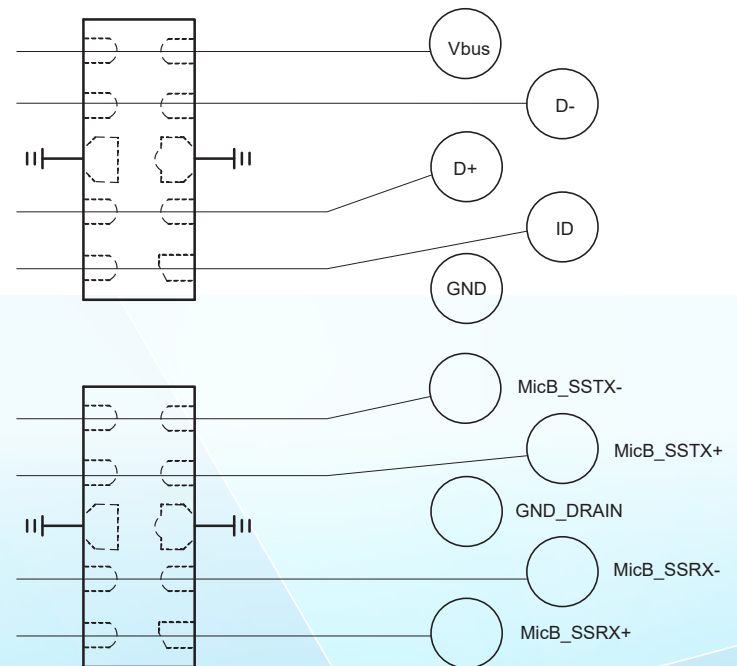 Vbus
D-
D+
ID
GND
MicB_SSTX-
MicB_SSTX+
GND_DRAIN
MicB_SSRX-
MicB_SSRX+